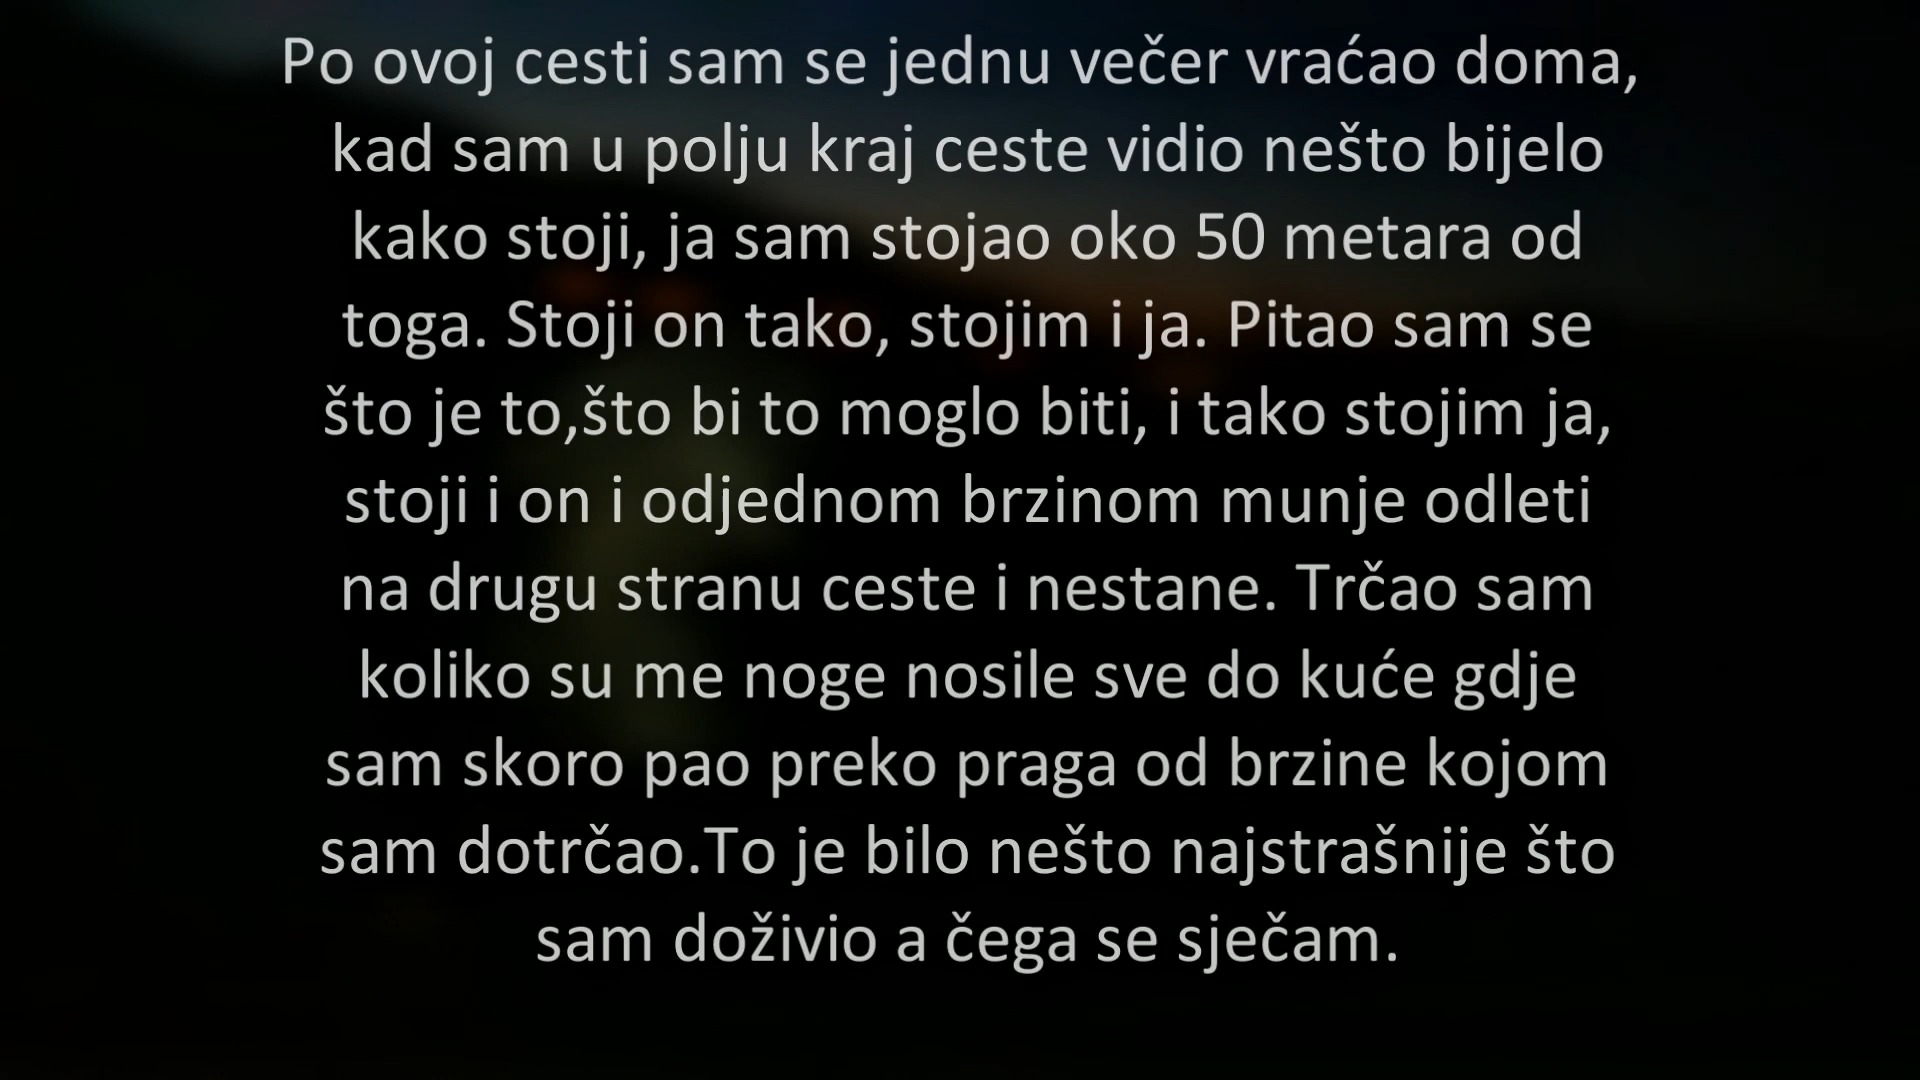 Po ovoj cesti sam se jednu večer vraćao doma,
kad sam u polju kraj ceste vidio nešto bijelo
kako stoji, ja sam stojao oko 50 metara od
toga. Stoji on tako, stojim i ja. Pitao sam se
što je to,što bi to moglo biti, i tako stojim ja,
stoji i on i odjednom brzinom munje odleti
na drugu stranu ceste i nestane. Trčao sam
koliko su me noge nosile sve do kuće gdje
sam skoro pao preko praga od brzine kojom
sam dotrčao.To je bilo nešto najstrašnije što
sam doživio a čega se sječam.